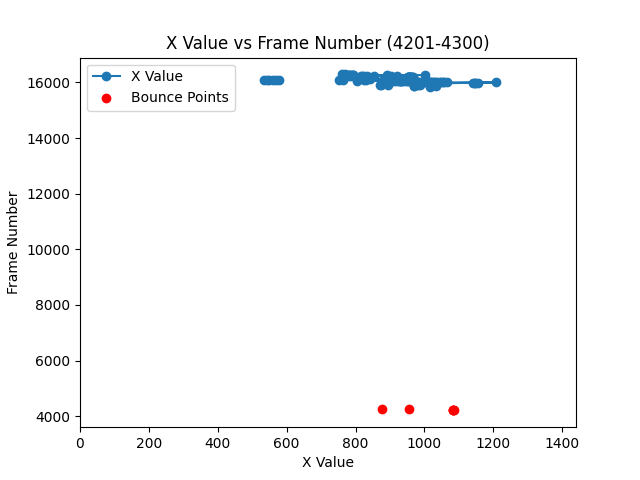 X Value vs Frame Number (4201-4300)
X Value
Bounce Points
Frame Number
16000
14000
12000
10000
8000
6000
4000
0 200 400 600 800 1000 1200 1400
X Value